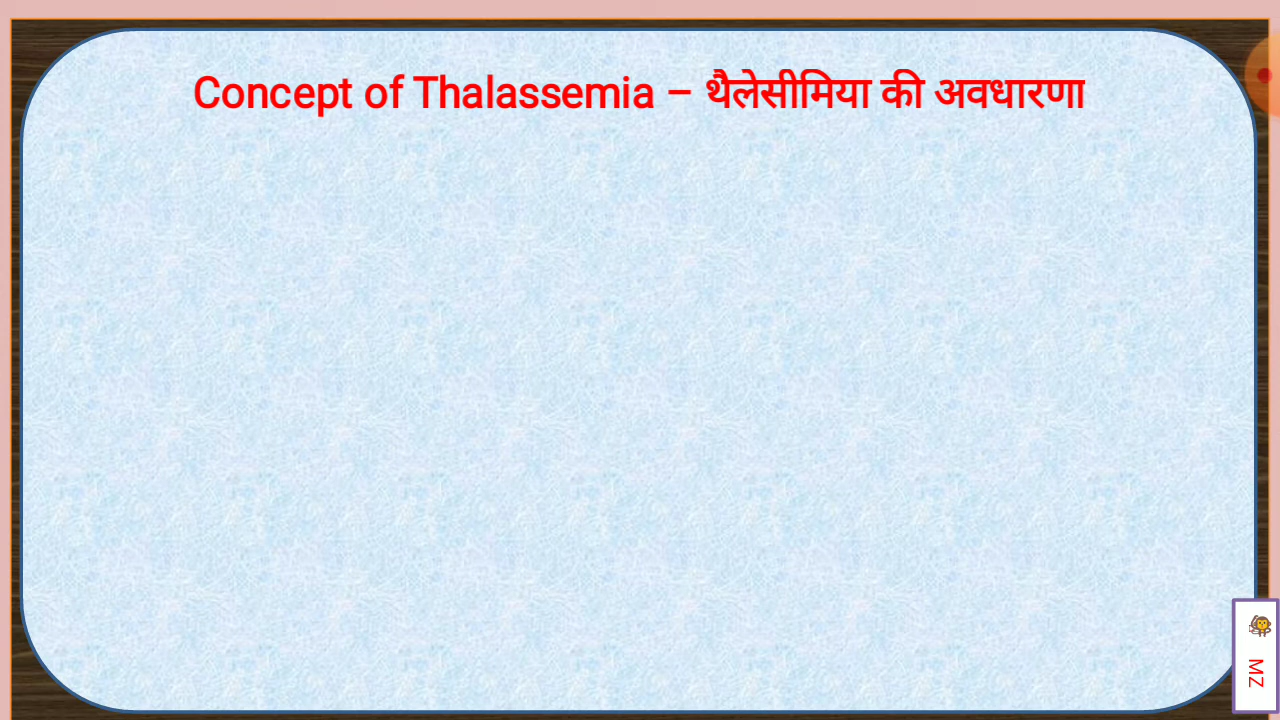 Concept of Thalassemia – थैलेसीमिया की अवधारणा
MZ